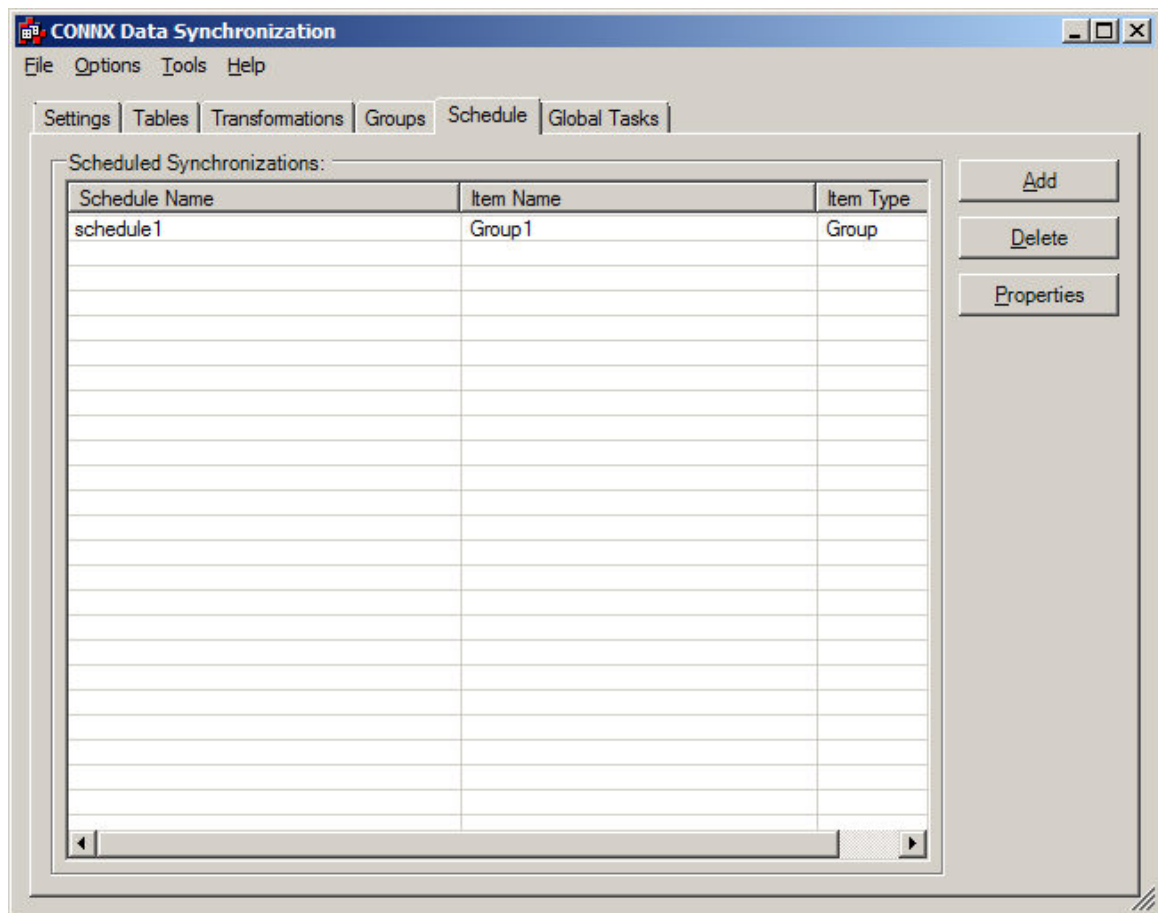 CONNX Data Synchronization
File Options Tools Help
Settings Tables Transformations Groups Schedule Global Tasks
Scheduled Synchronizations:
Schedule Name Item Name Item Type
schedule1 Group1 Group
Add
Delete
Properties